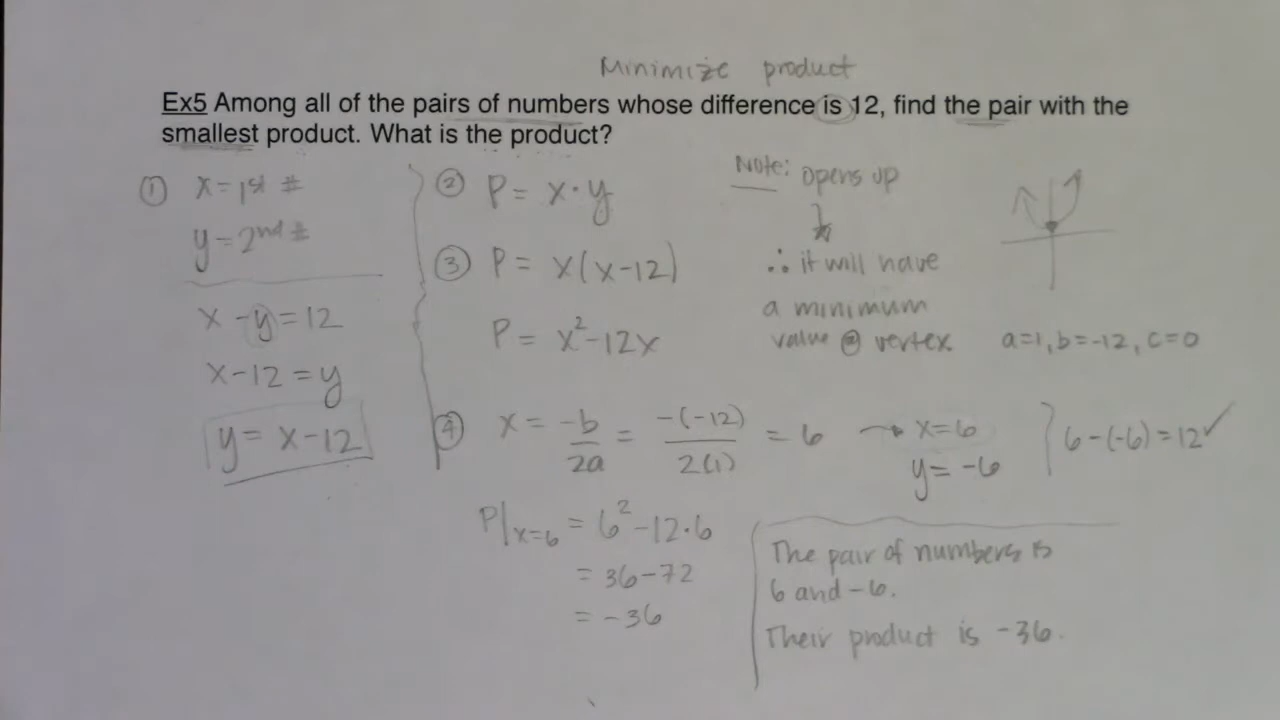 Minimize product
Ex5 Among all of the pairs of numbers whose difference is 12, find the pair with the
smallest product. What is the product?
① x = 1st #
y = 2nd #
x - y = 12
x - 12 = y
y = x - 12
② P = x · y
③ P = x(x - 12)
P = x² - 12x
Note: opens up
∴ it will have
a minimum
value @ vertex
a=1, b=-12, c=0
④ x = -b/2a = -(-12)/2(1) = 6 → x=6
y = -6
6-(-6)=12 ✓
P|x=6 = 6² - 12·6
= 36 - 72
= -36
The pair of numbers is
6 and -6.
Their product is -36.